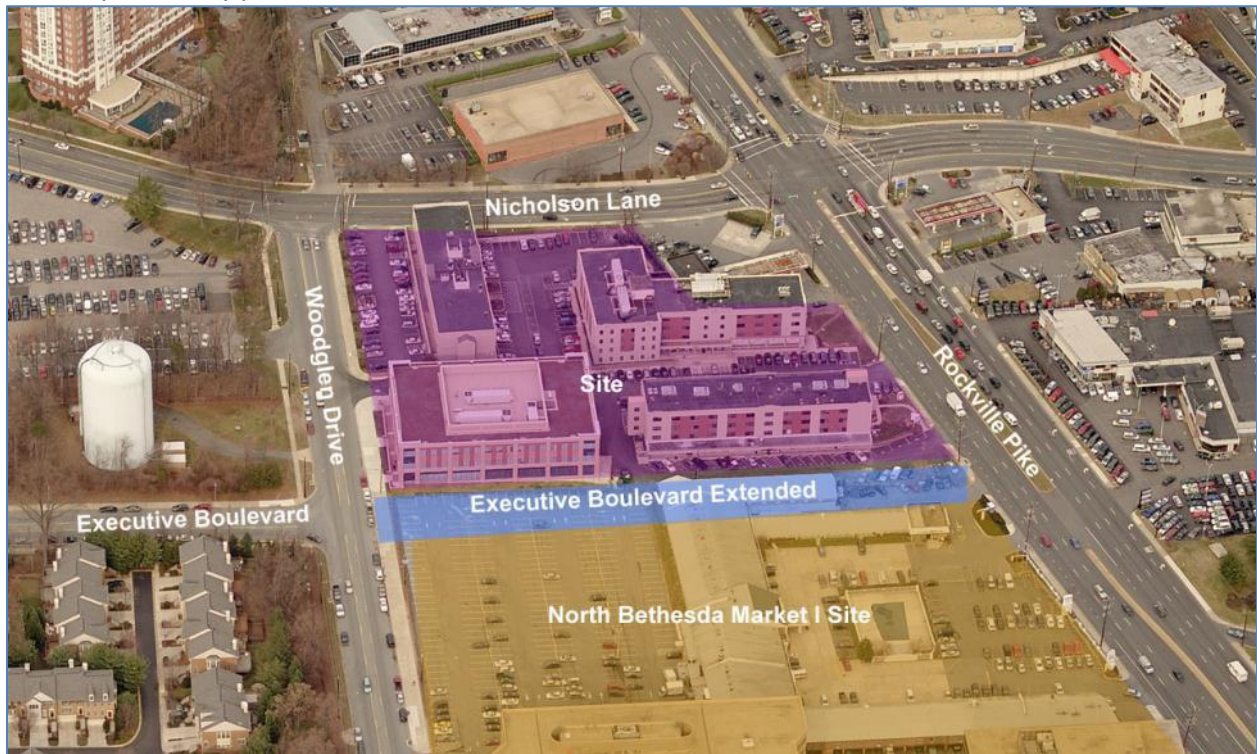 Nicholson Lane
Woodglen Drive
Site
Rockville Pike
Executive Boulevard Extended
Executive Boulevard
North Bethesda Market I Site